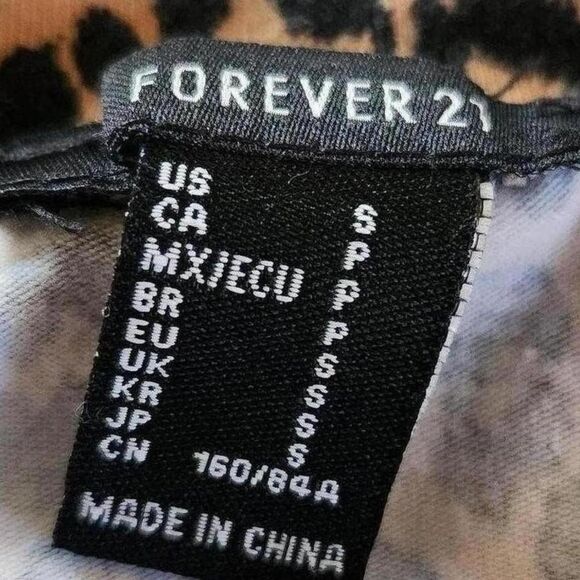 FOREVER 21
US S
CA P
MX/ECU P
BR P
EU S
UK S
KR S
JP S
CN 160/84A
MADE IN CHINA